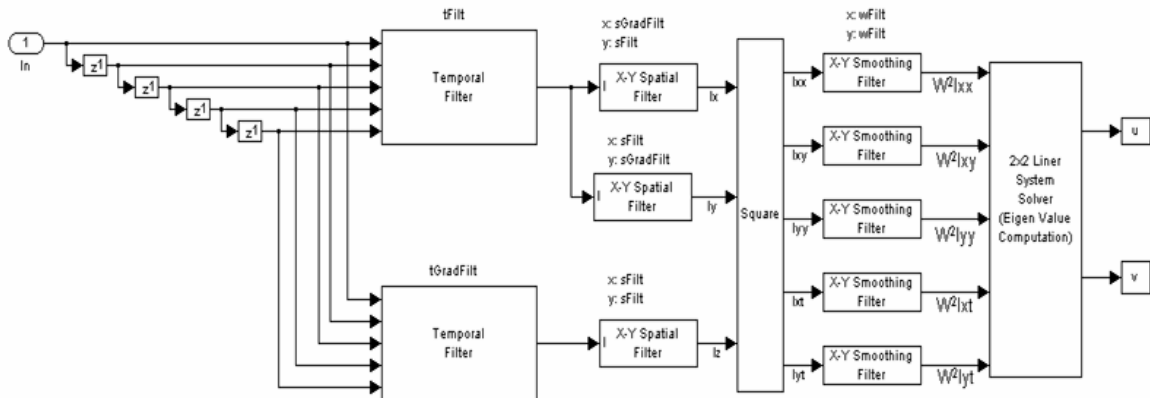 tFilt
x: sGradFilt
y: sFilt
x: wFilt
y: wFilt
1
In
z1
z1
z1
z1
Temporal
Filter
I
X-Y Spatial
Filter
Ix
x: sFilt
y: sGradFilt
I
X-Y Spatial
Filter
Iy
tGradFilt
Temporal
Filter
x: sFilt
y: sFilt
I
X-Y Spatial
Filter
Iz
Square
Ixx
X-Y Smoothing
Filter
W²Ixx
Ixy
X-Y Smoothing
Filter
W²Ixy
Iyy
X-Y Smoothing
Filter
W²Iyy
Ixt
X-Y Smoothing
Filter
W²Ixt
Iyt
X-Y Smoothing
Filter
W²Iyt
2x2 Liner
System
Solver
(Eigen Value
Computation)
u
v